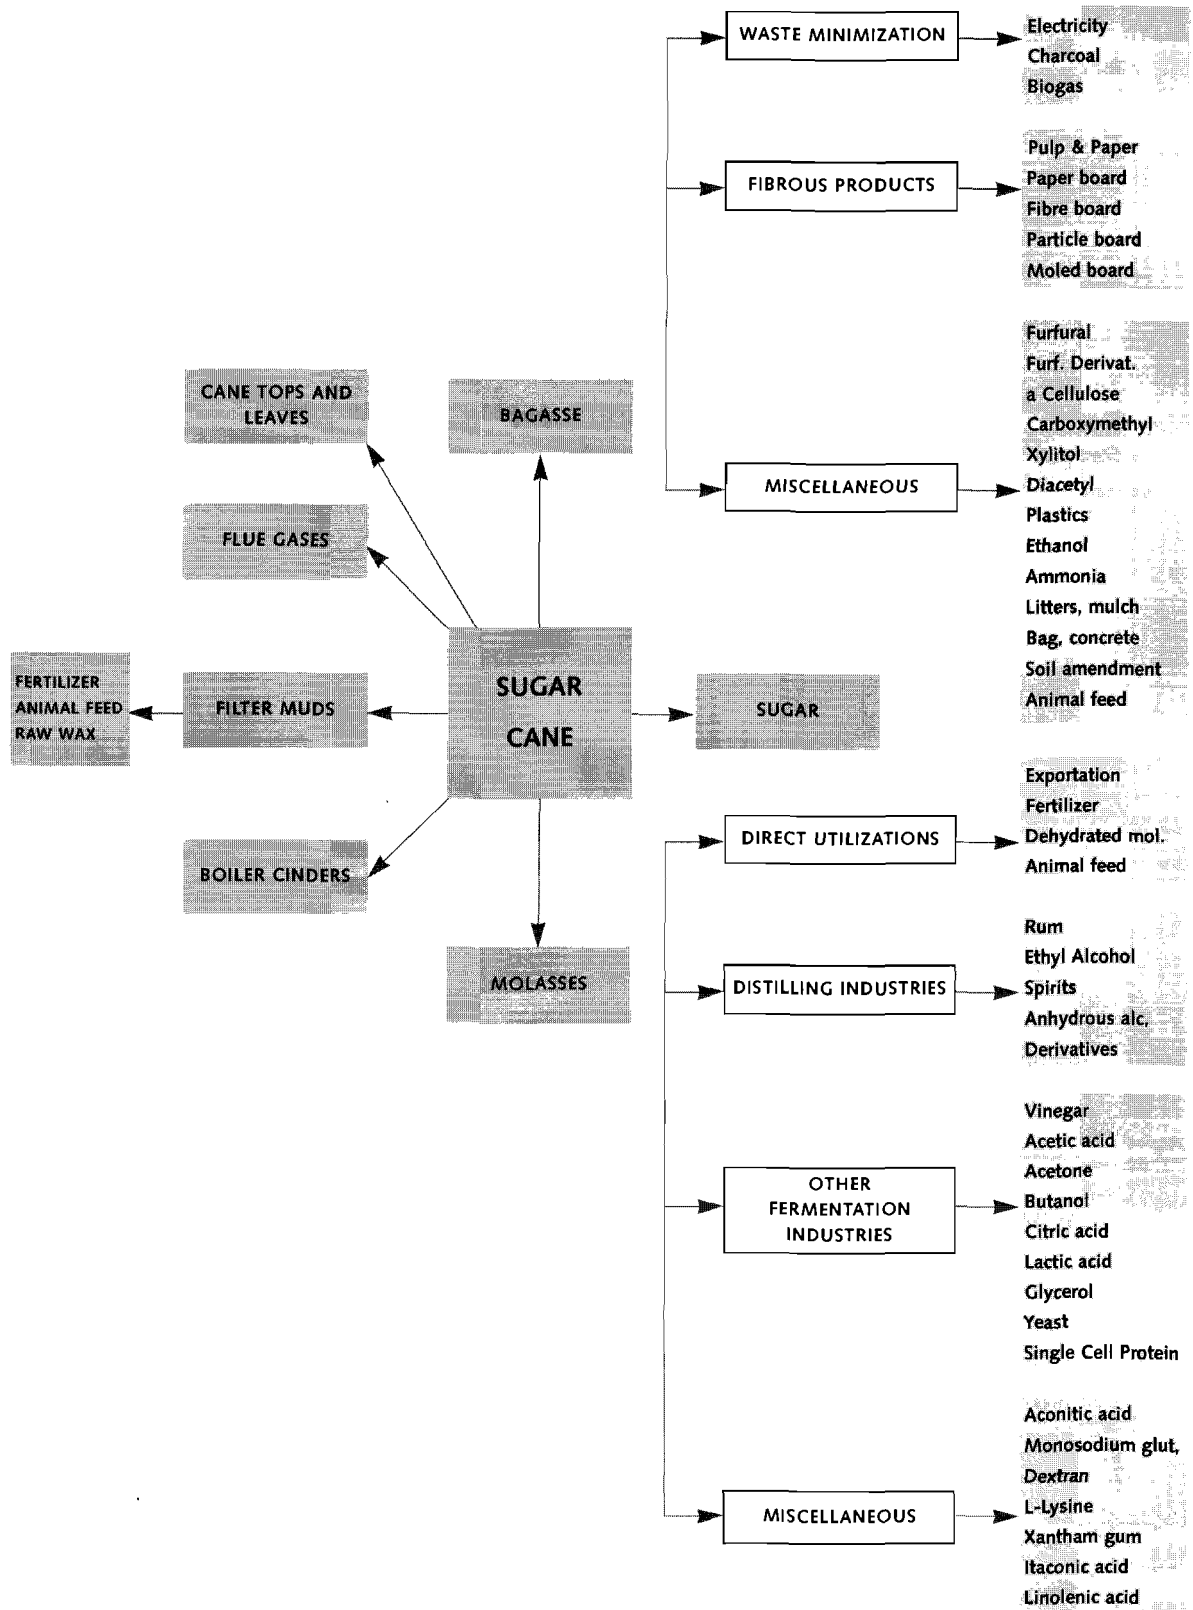 WASTE MINIMIZATION
Electricity
Charcoal
Biogas
FIBROUS PRODUCTS
Pulp & Paper
Paper board
Fibre board
Particle board
Moled board
MISCELLANEOUS
Furfural
Furf. Derivat.
a Cellulose
Carboxymethyl
Xylitol
Diacetyl
Plastics
Ethanol
Ammonia
Litters, mulch
Bag, concrete
Soil amendment
Animal feed
CANE TOPS AND
LEAVES
BAGASSE
FLUE GASES
FERTILIZER
ANIMAL FEED
RAW WAX
FILTER MUDS
SUGAR
CANE
SUGAR
BOILER CINDERS
MOLASSES
DIRECT UTILIZATIONS
Exportation
Fertilizer
Dehydrated mol.
Animal feed
DISTILLING INDUSTRIES
Rum
Ethyl Alcohol
Spirits
Anhydrous alc,
Derivatives
OTHER
FERMENTATION
INDUSTRIES
Vinegar
Acetic acid
Acetone
Butanol
Citric acid
Lactic acid
Glycerol
Yeast
Single Cell Protein
MISCELLANEOUS
Aconitic acid
Monosodium glut,
Dextran
L-Lysine
Xantham gum
Itaconic acid
Linolenic acid